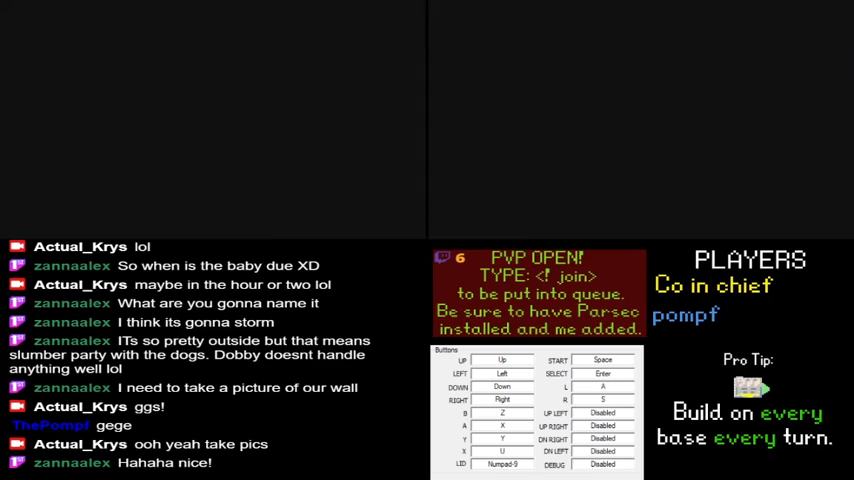 Actual_Krys lol
zannaalex So when is the baby due XD
Actual_Krys maybe in the hour or two lol
zannaalex What are you gonna name it
zannaalex I think its gonna storm
zannaalex ITs so pretty outside but that means
slumber party with the dogs. Dobby doesnt handle
anything well lol
zannaalex I need to take a picture of our wall
Actual_Krys ggs!
ThePompf gege
Actual_Krys ooh yeah take pics
zannaalex Hahaha nice!
6 PVP OPEN!
TYPE: <! join>
to be put into queue.
Be sure to have Parsec
installed and me added.
Buttons
UP Up START Space
LEFT Left SELECT Enter
DOWN Down L A
RIGHT Right R S
B Z UP LEFT Disabled
A X UP RIGHT Disabled
Y Y DN RIGHT Disabled
X U DN LEFT Disabled
LID Numpad-9 DEBUG Disabled
PLAYERS
Co in chief
pompf
Pro Tip:
Build on every
base every turn.